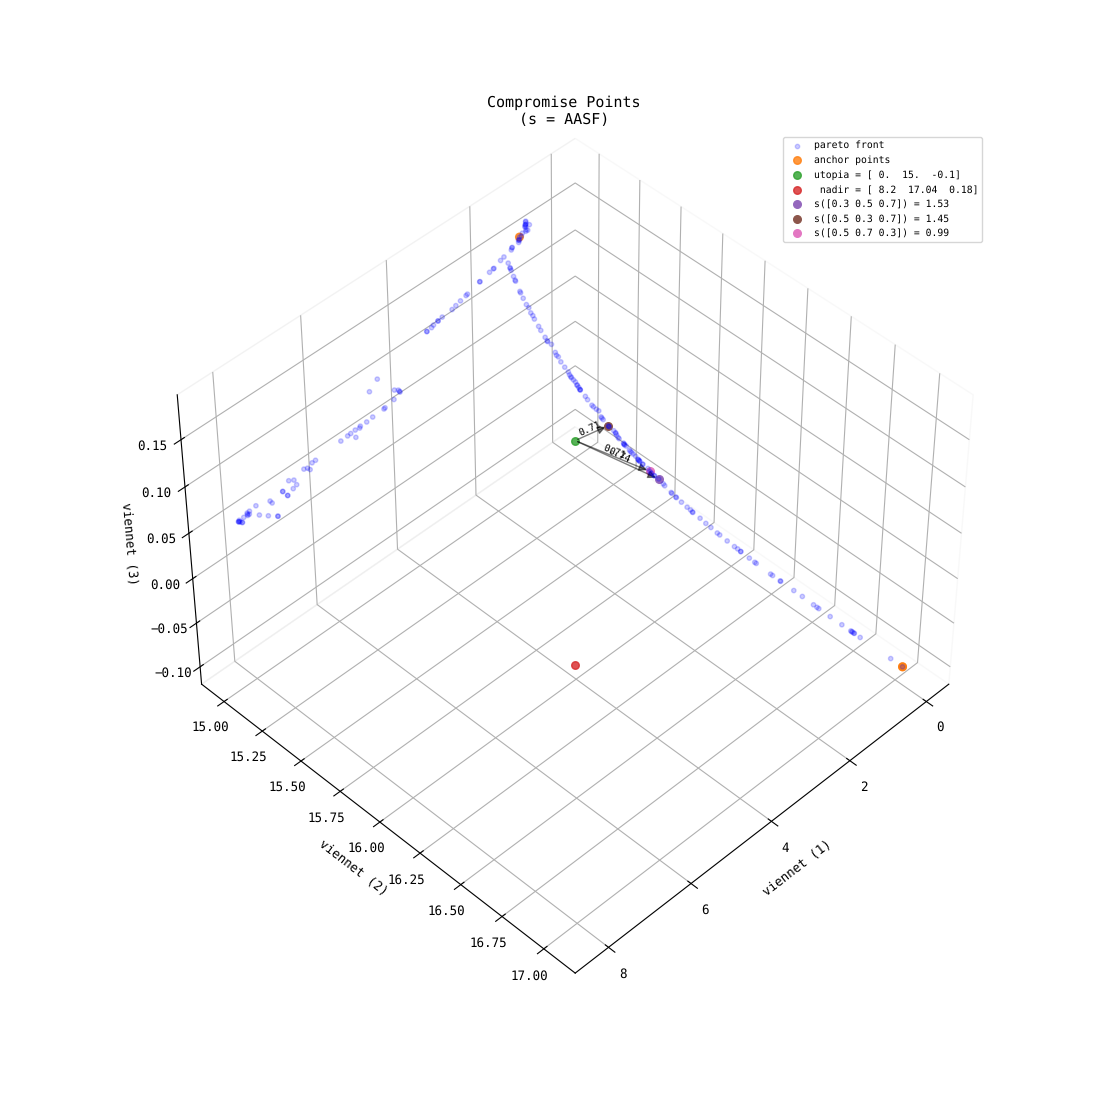 Compromise Points
(s = AASF)
pareto front
anchor points
utopia = [ 0.  15.  -0.1]
nadir = [ 8.2  17.04  0.18]
s([0.3 0.5 0.7]) = 1.53
s([0.5 0.3 0.7]) = 1.45
s([0.5 0.7 0.3]) = 0.99
0.71
0.15
0.10
0.05
0.00
−0.05
−0.10
viennet (3)
15.00
15.25
15.50
15.75
16.00
16.25
16.50
16.75
17.00
viennet (2)
0
2
4
6
8
viennet (1)